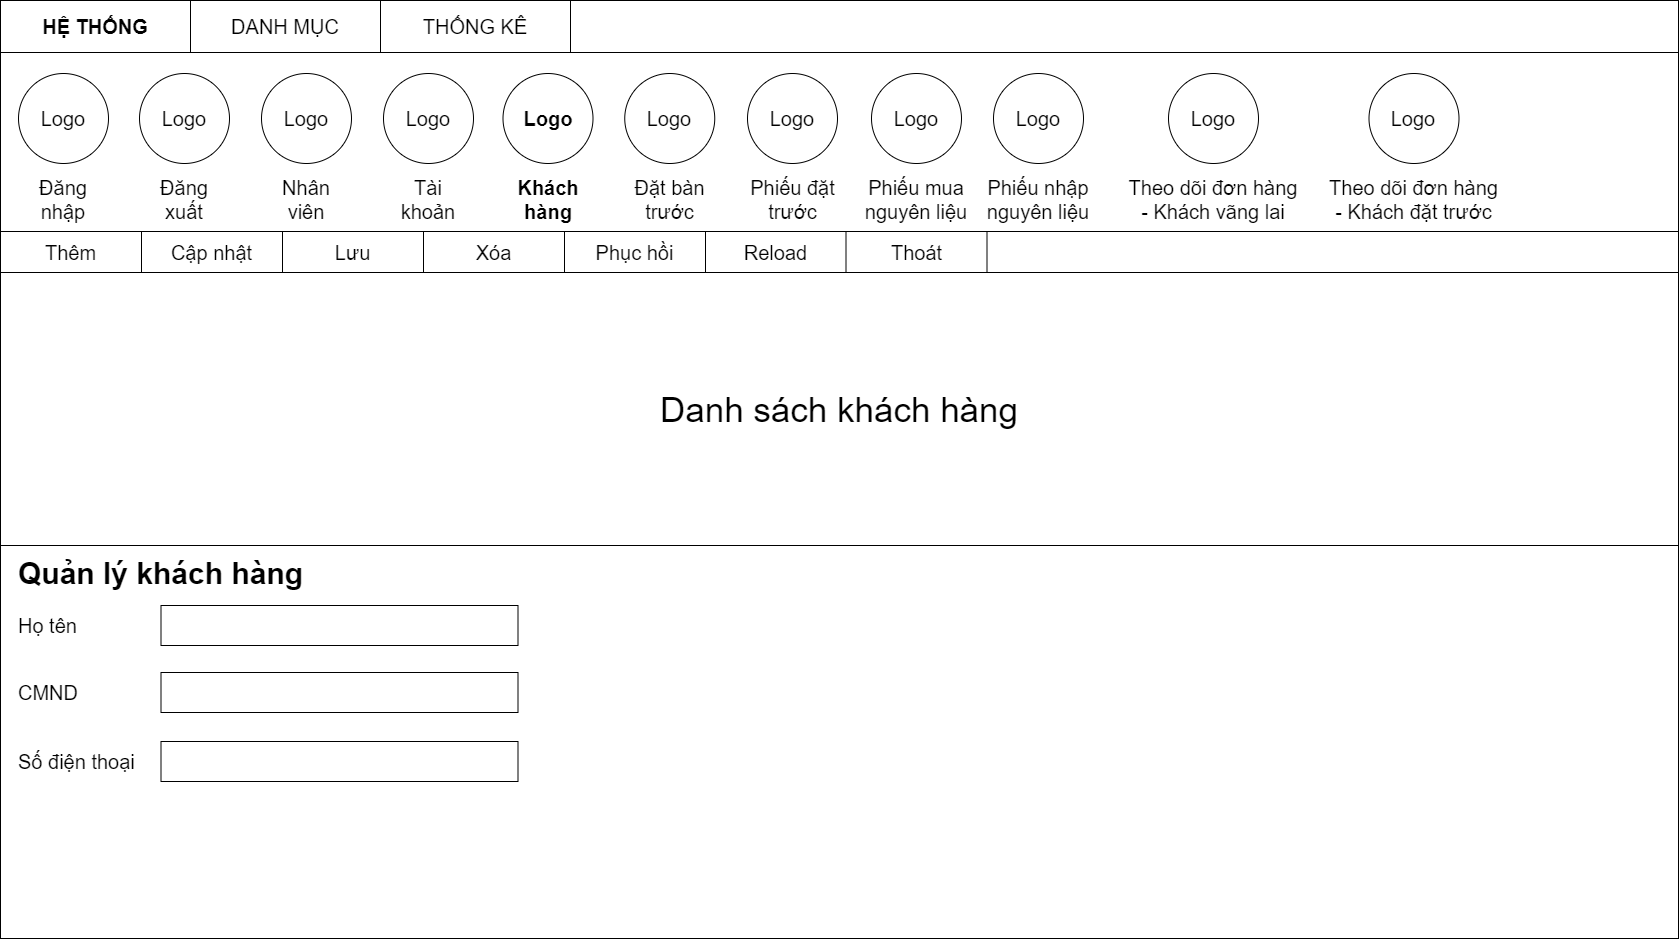 HỆ THỐNG DANH MỤC THỐNG KÊ
Logo Logo Logo Logo Logo Logo Logo Logo Logo Logo Logo
Đăng nhập
Đăng xuất
Nhân viên
Tài khoản
Khách hàng
Đặt bàn trước
Phiếu đặt trước
Phiếu mua nguyên liệu
Phiếu nhập nguyên liệu
Theo dõi đơn hàng - Khách vãng lai
Theo dõi đơn hàng - Khách đặt trước
Thêm Cập nhật Lưu Xóa Phục hồi Reload Thoát
Danh sách khách hàng
Quản lý khách hàng
Họ tên
CMND
Số điện thoại